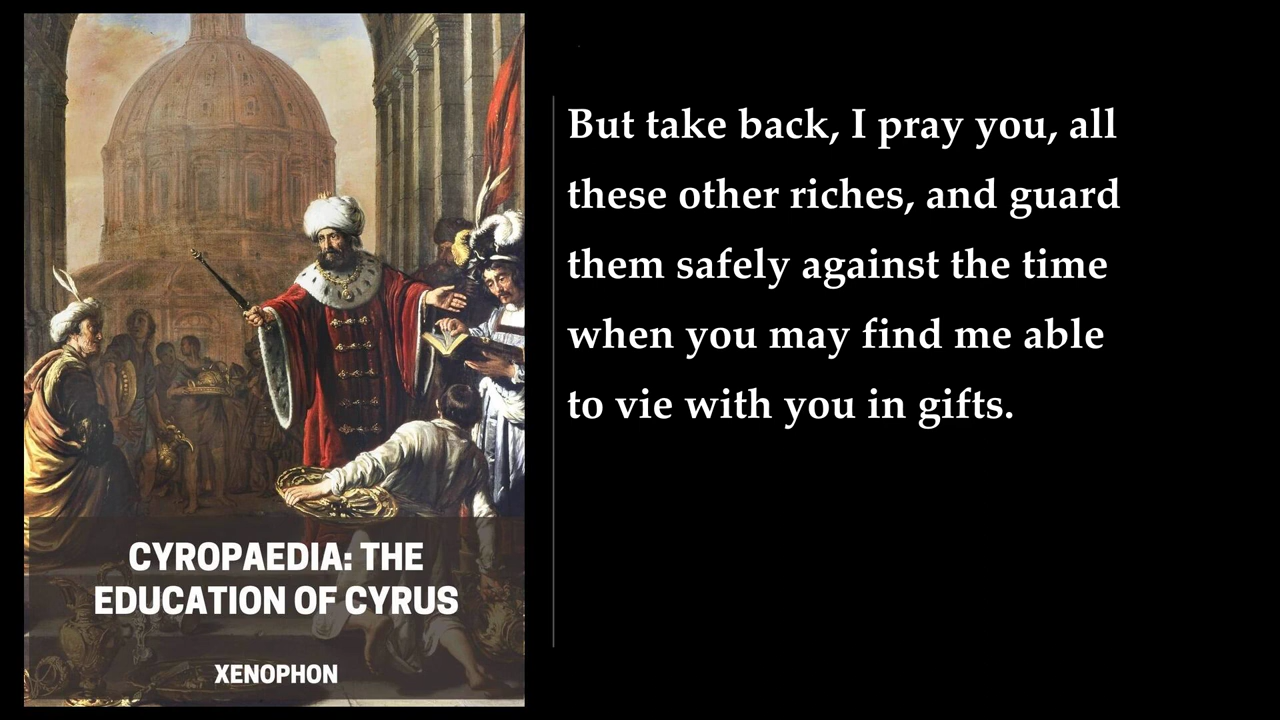 CYROPAEDIA: THE
EDUCATION OF CYRUS
XENOPHON
But take back, I pray you, all
these other riches, and guard
them safely against the time
when you may find me able
to vie with you in gifts.